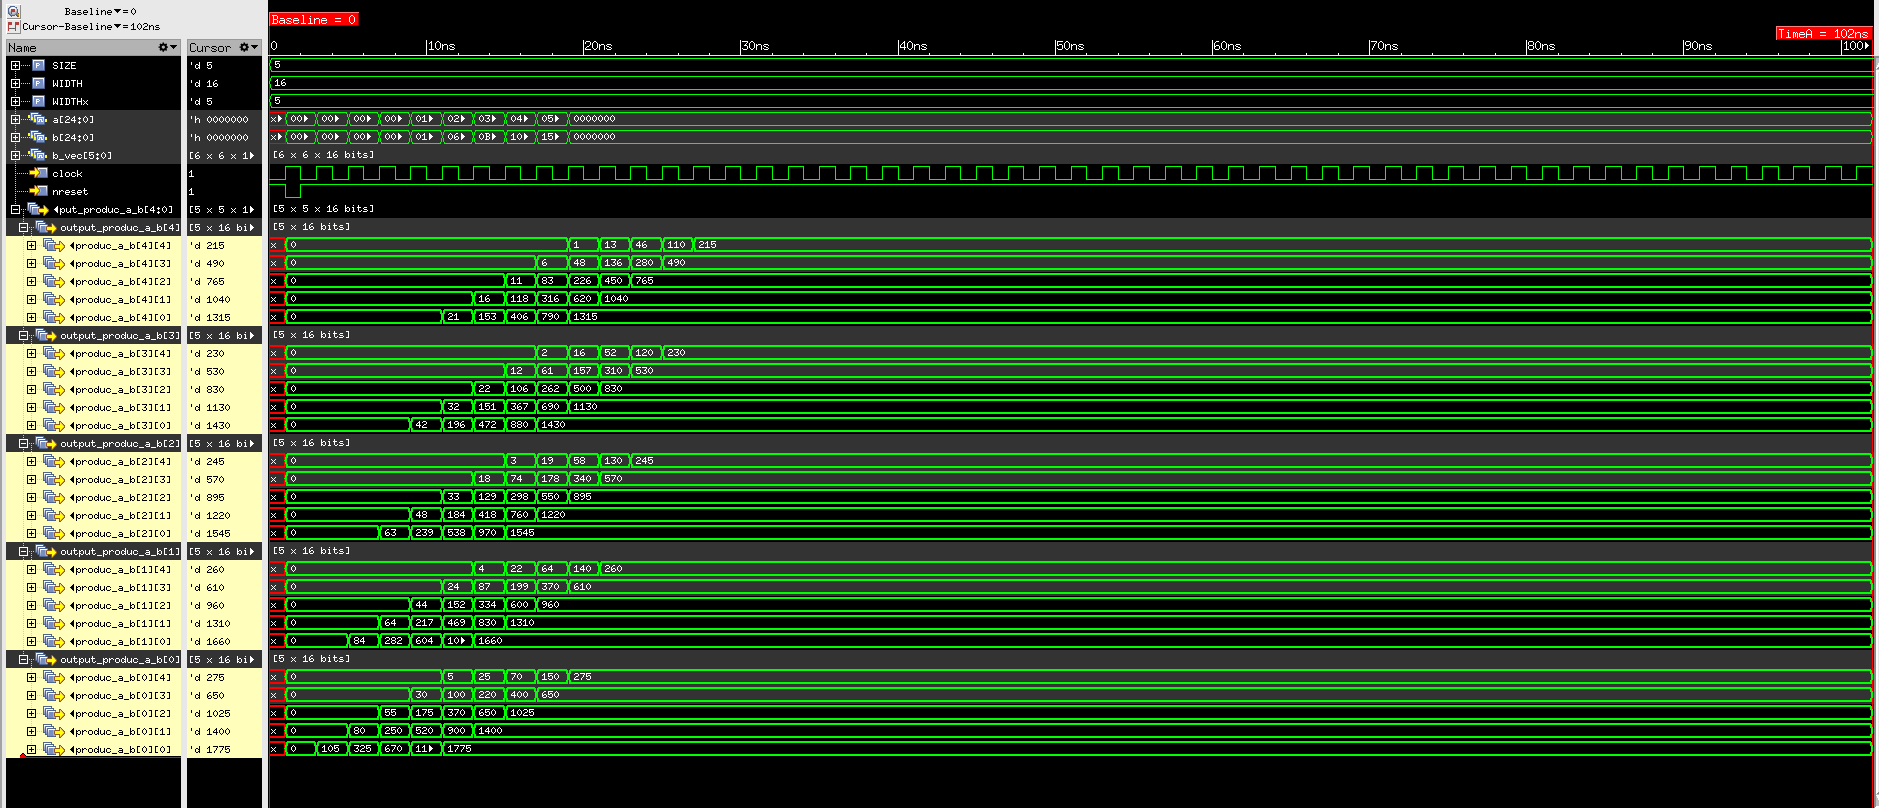 Baseline▼=0
Cursor-Baseline▼=102ns
Baseline = 0
TimeA = 102ns
Name Cursor 0 10ns 20ns 30ns 40ns 50ns 60ns 70ns 80ns 90ns 100
SIZE 'd 5 5
WIDTH 'd 16 16
WIDTHx 'd 5 5
a[24:0] 'h 0000000 x 00 00 00 00 01 02 03 04 05 0000000
b[24:0] 'h 0000000 x 00 00 00 00 01 06 0B 10 15 0000000
b_vec[5:0] [6 x 6 x 1 [6 x 6 x 16 bits]
clock 1
nreset 1
put_produc_a_b[4:0] [5 x 5 x 1 [5 x 5 x 16 bits]
output_produc_a_b[4] [5 x 16 bi [5 x 16 bits]
produc_a_b[4][4] 'd 215 x 0 1 13 46 110 215
produc_a_b[4][3] 'd 490 x 0 6 48 136 280 490
produc_a_b[4][2] 'd 765 x 0 11 83 226 450 765
produc_a_b[4][1] 'd 1040 x 0 16 118 316 620 1040
produc_a_b[4][0] 'd 1315 x 0 21 153 406 790 1315
output_produc_a_b[3] [5 x 16 bi [5 x 16 bits]
produc_a_b[3][4] 'd 230 x 0 2 16 52 120 230
produc_a_b[3][3] 'd 530 x 0 12 61 157 310 530
produc_a_b[3][2] 'd 830 x 0 22 106 262 500 830
produc_a_b[3][1] 'd 1130 x 0 32 151 367 690 1130
produc_a_b[3][0] 'd 1430 x 0 42 196 472 880 1430
output_produc_a_b[2] [5 x 16 bi [5 x 16 bits]
produc_a_b[2][4] 'd 245 x 0 3 19 58 130 245
produc_a_b[2][3] 'd 570 x 0 18 74 178 340 570
produc_a_b[2][2] 'd 895 x 0 33 129 298 550 895
produc_a_b[2][1] 'd 1220 x 0 48 184 418 760 1220
produc_a_b[2][0] 'd 1545 x 0 63 239 538 970 1545
output_produc_a_b[1] [5 x 16 bi [5 x 16 bits]
produc_a_b[1][4] 'd 260 x 0 4 22 64 140 260
produc_a_b[1][3] 'd 610 x 0 24 87 199 370 610
produc_a_b[1][2] 'd 960 x 0 44 152 334 600 960
produc_a_b[1][1] 'd 1310 x 0 64 217 469 830 1310
produc_a_b[1][0] 'd 1660 x 0 84 282 604 10 1660
output_produc_a_b[0] [5 x 16 bi [5 x 16 bits]
produc_a_b[0][4] 'd 275 x 0 5 25 70 150 275
produc_a_b[0][3] 'd 650 x 0 30 100 220 400 650
produc_a_b[0][2] 'd 1025 x 0 55 175 370 650 1025
produc_a_b[0][1] 'd 1400 x 0 80 250 520 900 1400
produc_a_b[0][0] 'd 1775 x 0 105 325 670 11 1775